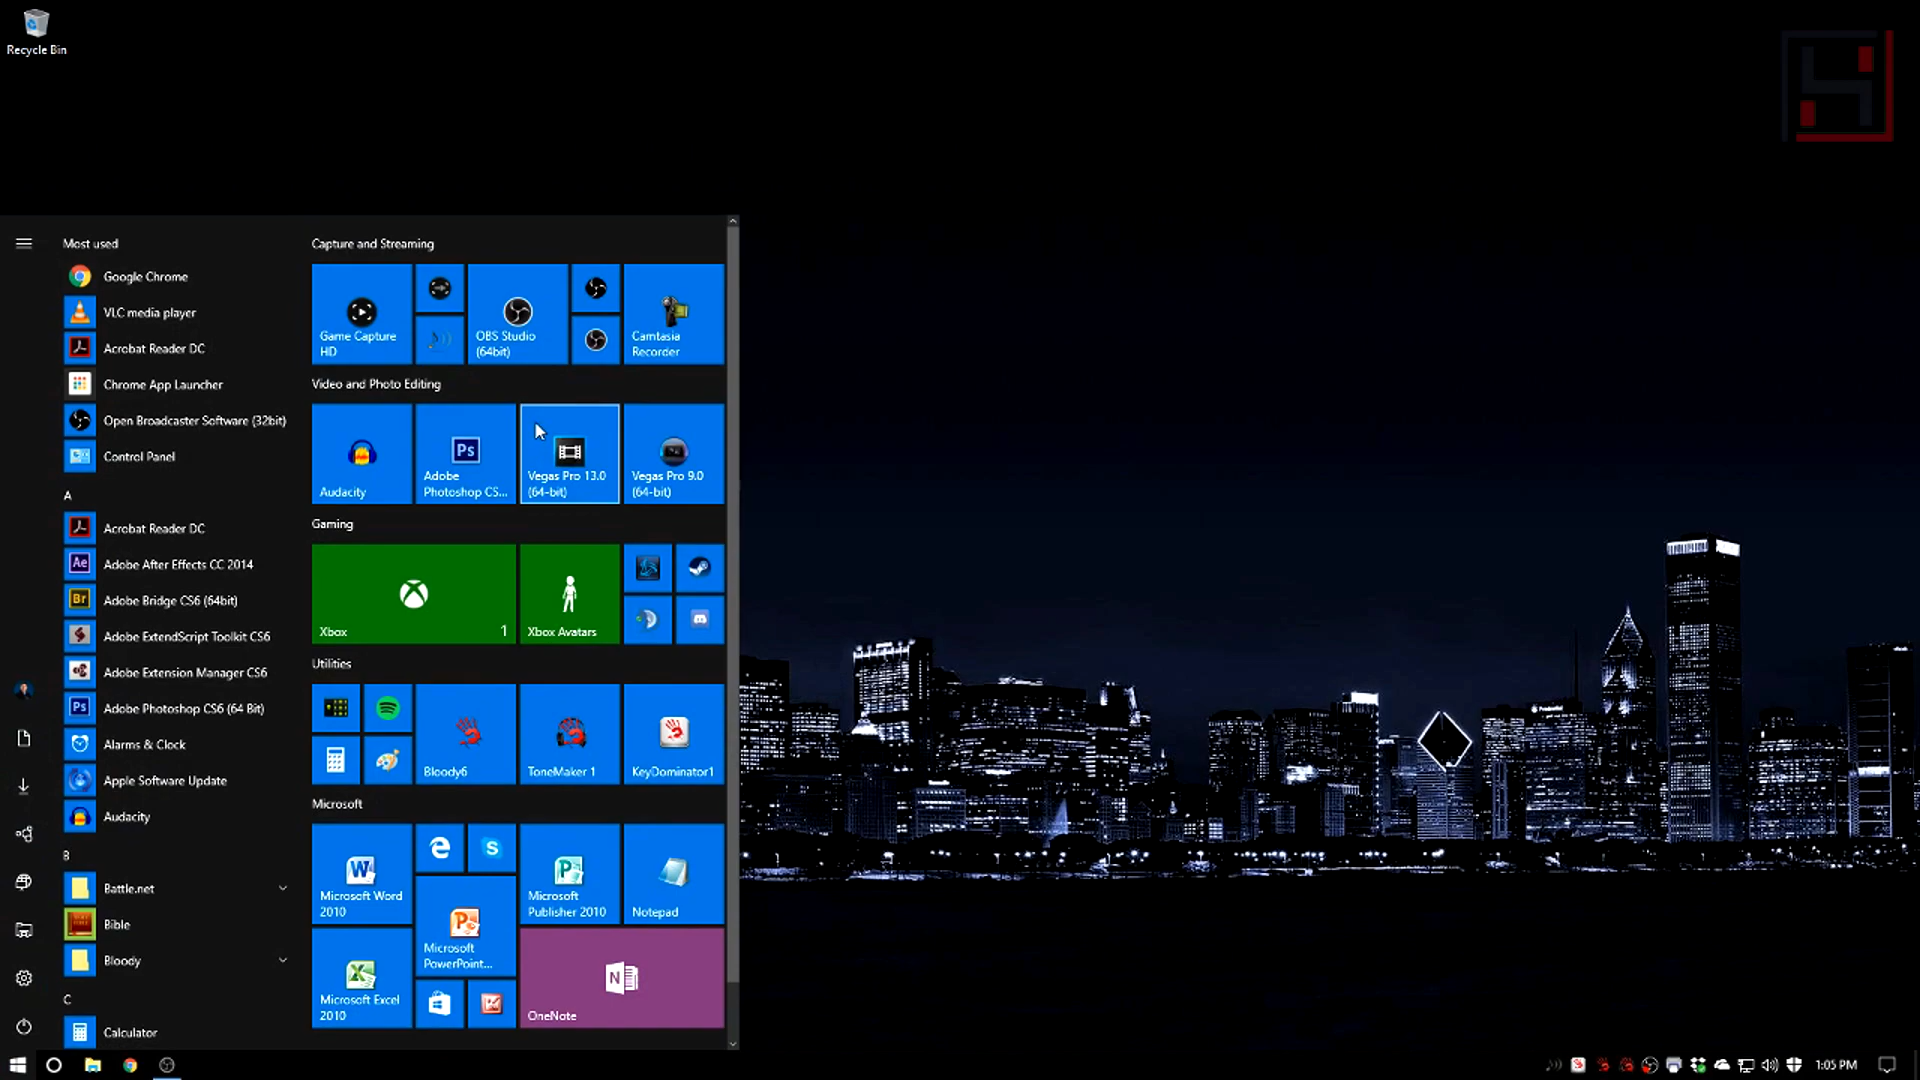 Recycle Bin
Most used
Google Chrome
VLC media player
Acrobat Reader DC
Chrome App Launcher
Open Broadcaster Software (32bit)
Control Panel
A
Acrobat Reader DC
Adobe After Effects CC 2014
Adobe Bridge CS6 (64bit)
Adobe ExtendScript Toolkit CS6
Adobe Extension Manager CS6
Adobe Photoshop CS6 (64 Bit)
Alarms & Clock
Apple Software Update
Audacity
B
Battle.net
Bible
Bloody
C
Calculator
Capture and Streaming
Game Capture
HD
OBS Studio
(64bit)
Camtasia
Recorder
Video and Photo Editing
Audacity
Ps
Adobe
Photoshop CS...
Vegas Pro 13.0
(64-bit)
Vegas Pro 9.0
(64-bit)
Gaming
Xbox
1
Xbox Avatars
Utilities
Bloody6
ToneMaker 1
KeyDominator1
Microsoft
Microsoft Word
2010
Microsoft
PowerPoint...
Microsoft
Publisher 2010
Notepad
Microsoft Excel
2010
OneNote
Ae
Br
Ps
1:05 PM